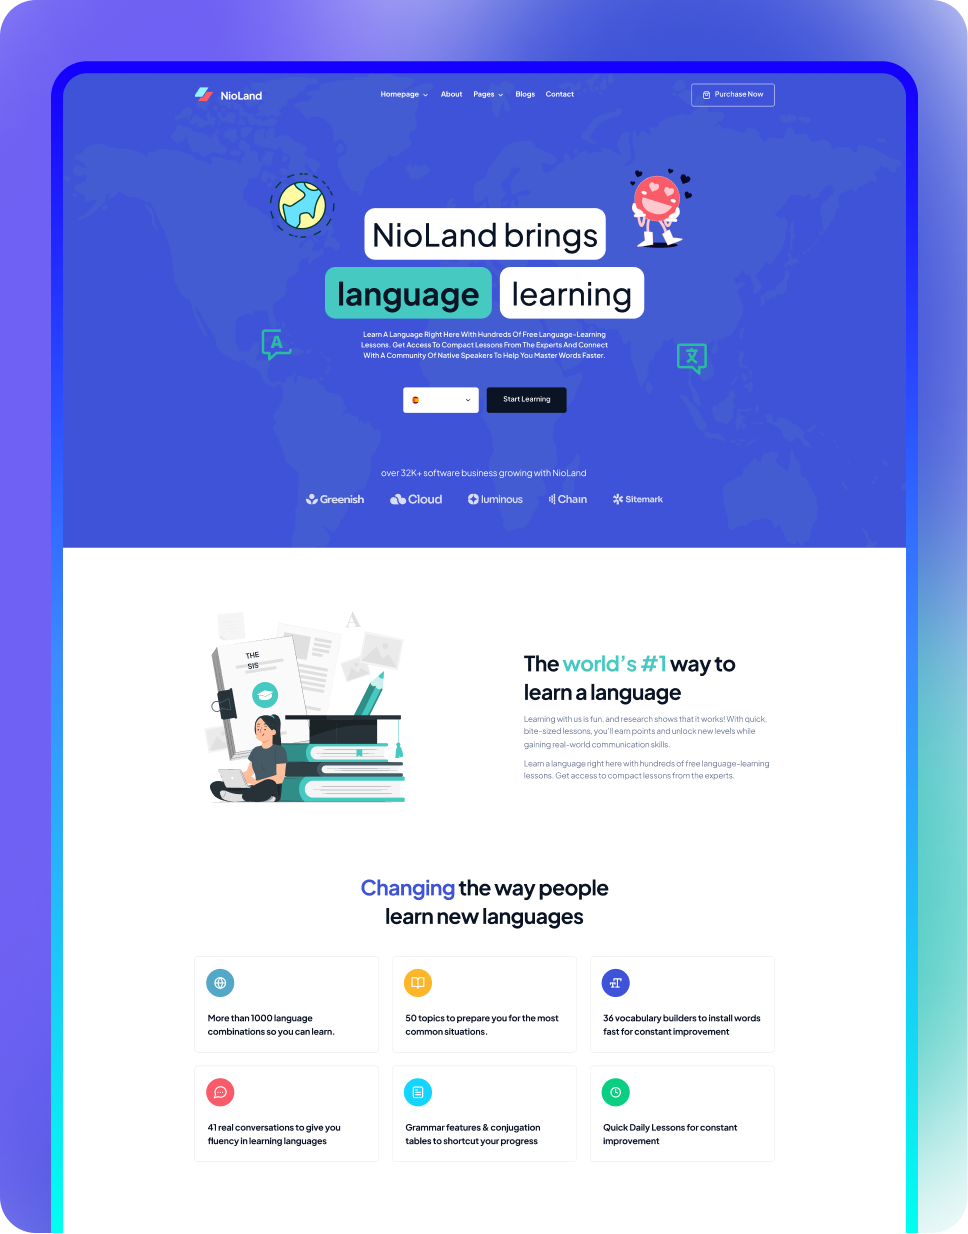 NioLand
Homepage About Pages Blogs Contact
Purchase Now
NioLand brings
language learning
Learn A Language Right Here With Hundreds Of Free Language-Learning
Lessons. Get Access To Compact Lessons From The Experts And Connect
With A Community Of Native Speakers To Help You Master Words Faster.
A
文
Start Learning
over 32K+ software business growing with NioLand
Greenish Cloud luminous Chain Sitemark
A
THE
SIS
The world's #1 way to
learn a language
Learning with us is fun, and research shows that it works! With quick,
bite-sized lessons, you'll earn points and unlock new levels while
gaining real-world communication skills.
Learn a language right here with hundreds of free language-learning
lessons. Get access to compact lessons from the experts.
Changing the way people
learn new languages
More than 1000 language
combinations so you can learn.
50 topics to prepare you for the most
common situations.
36 vocabulary builders to install words
fast for constant improvement
41 real conversations to give you
fluency in learning languages
Grammar features & conjugation
tables to shortcut your progress
Quick Daily Lessons for constant
improvement